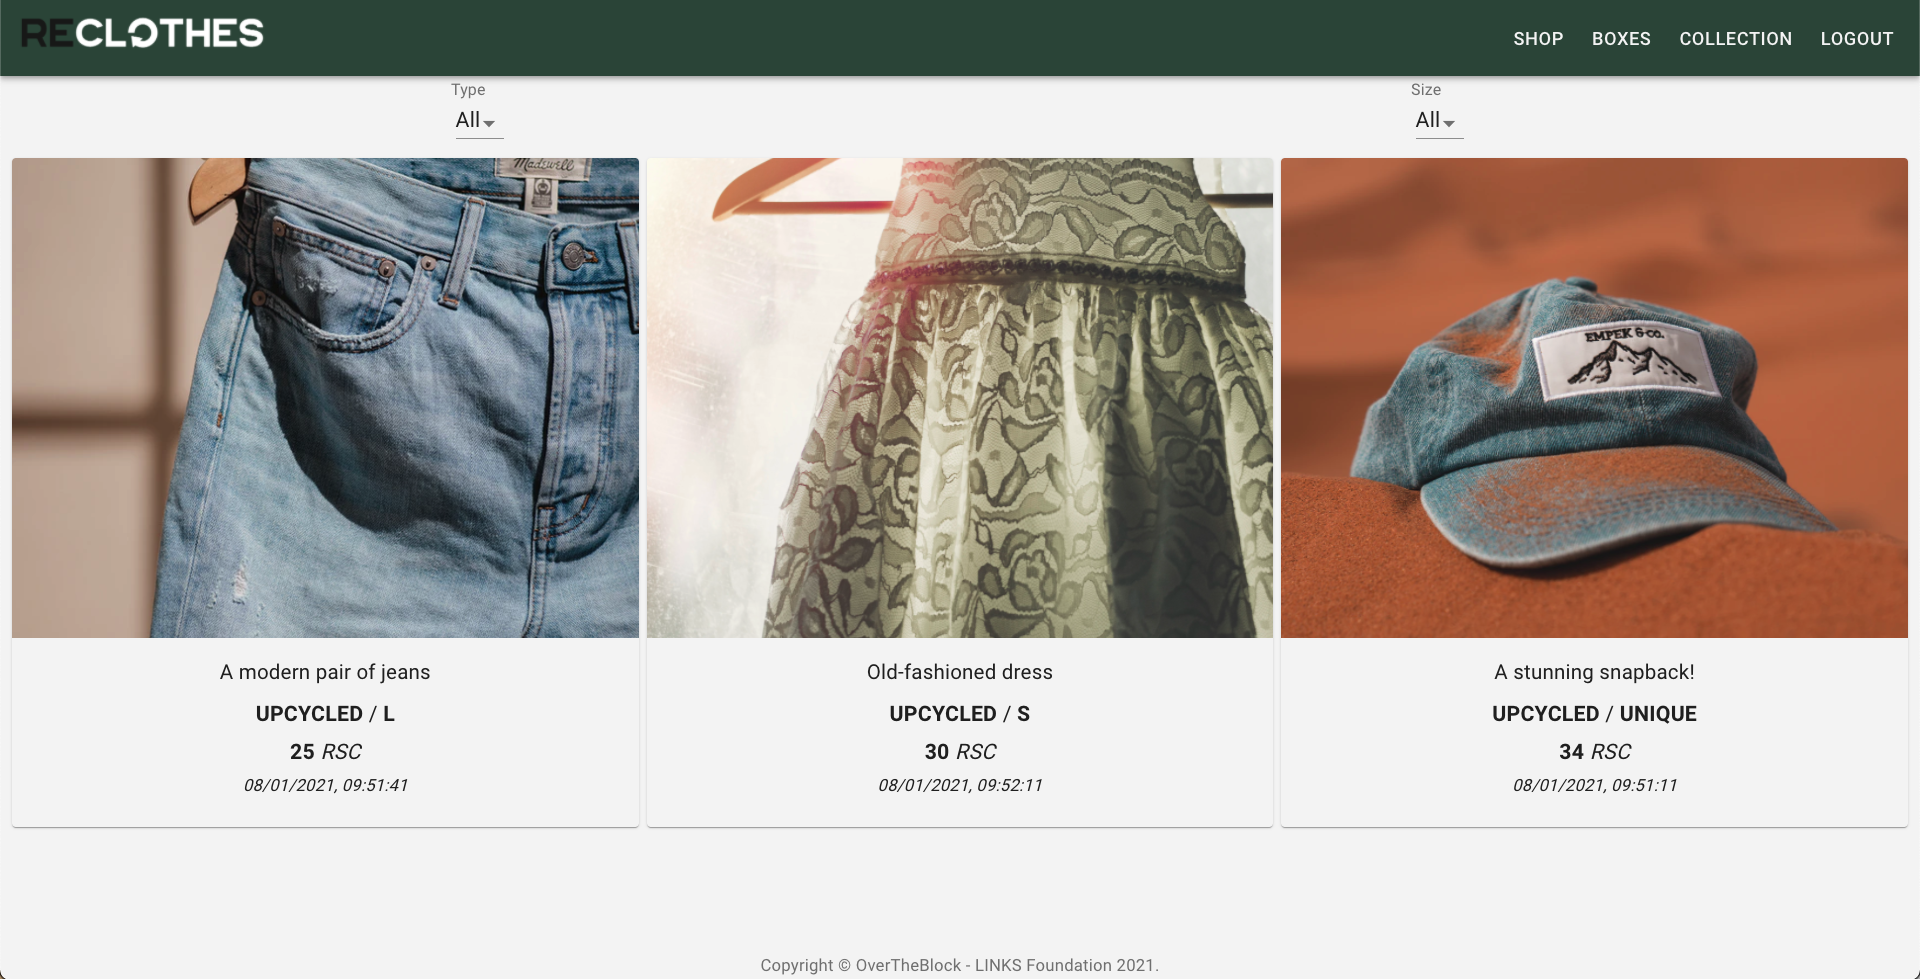 RECLOTHES
SHOP BOXES COLLECTION LOGOUT
Type
All
Size
All
Madewell
EMPEK & CO.
A modern pair of jeans
UPCYCLED / L
25 RSC
08/01/2021, 09:51:41
Old-fashioned dress
UPCYCLED / S
30 RSC
08/01/2021, 09:52:11
A stunning snapback!
UPCYCLED / UNIQUE
34 RSC
08/01/2021, 09:51:11
Copyright © OverTheBlock - LINKS Foundation 2021.